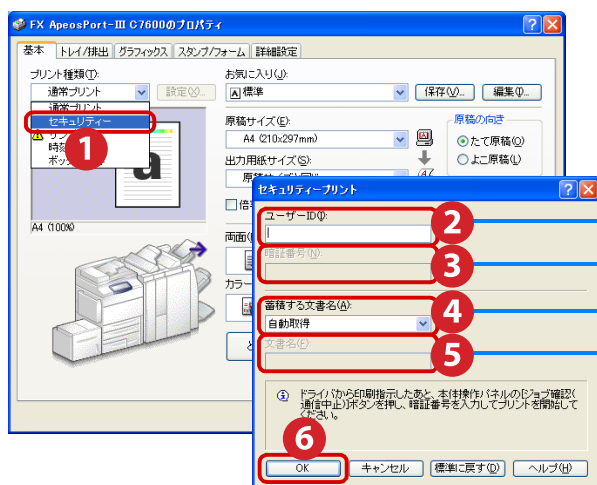 FX ApeosPort-III C7600のプロパティ
基本 トレイ/排出 グラフィックス スタンプ/フォーム 詳細設定
プリント種類(T):
通常プリント
設定(X)...
通常プリント
セキュリティー
1
A4 (100%)
お気に入り(J):
標準
保存(V)...
編集(I)...
原稿サイズ(E):
A4 (210x297mm)
出力用紙サイズ(S):
原稿の向き
たて原稿(O)
よこ原稿(L)
セキュリティープリント
ユーザーID(I):
2
暗証番号(N):
3
蓄積する文書名(A):
自動取得
4
文書名(F):
5
ドライバから印刷指示したあと、本体操作パネルの[ジョブ確認(
通信中止)]ボタンを押し、暗証番号を入力してプリントを開始して
ください。
6
OK キャンセル 標準に戻す(D) ヘルプ(H)